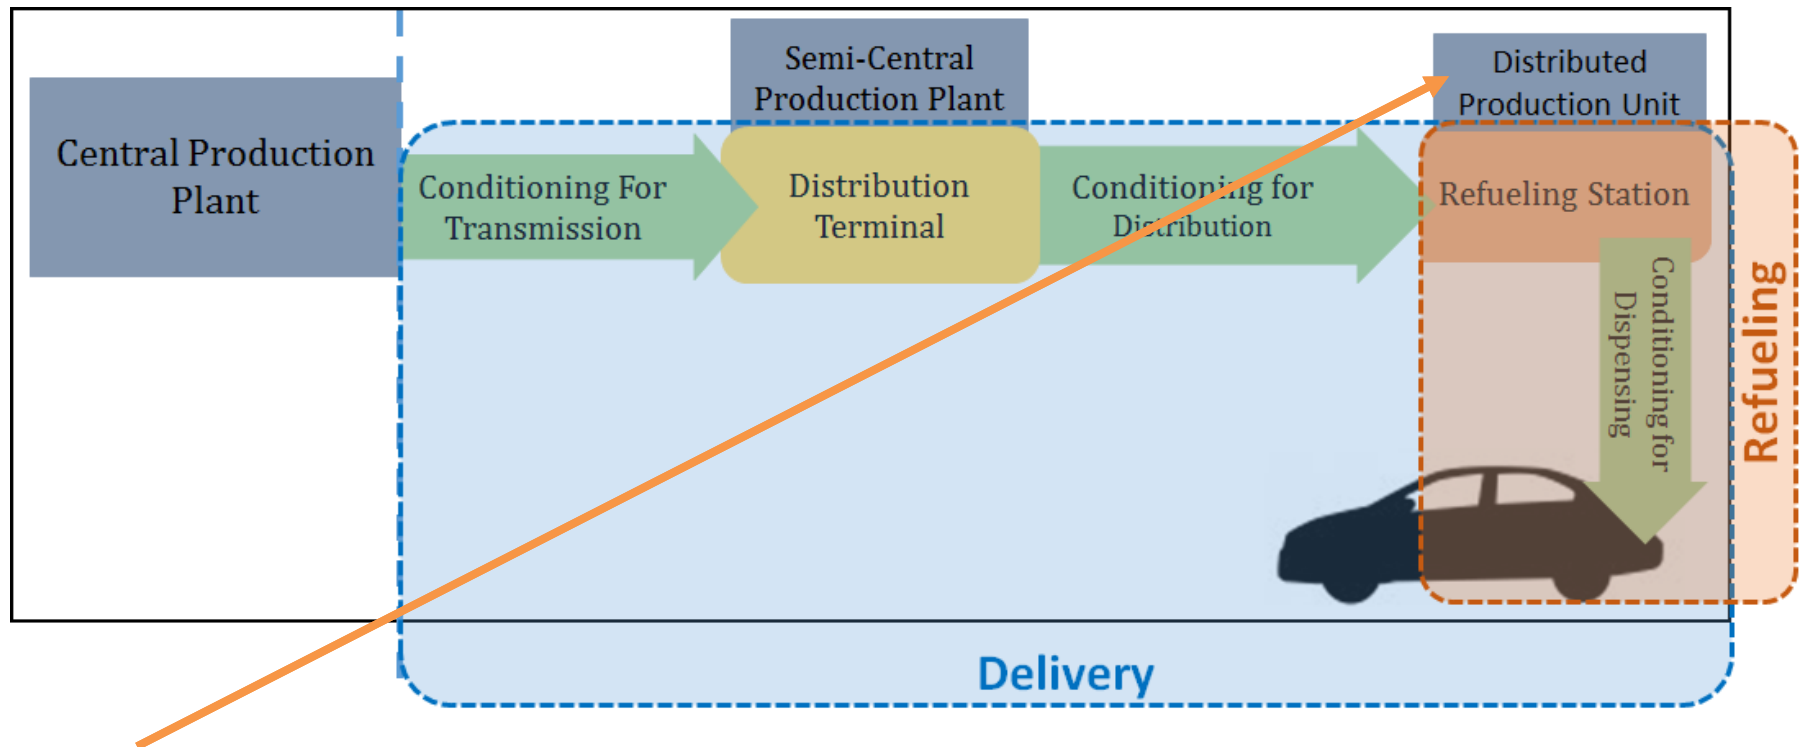 Central Production
Plant
Conditioning For
Transmission
Semi-Central
Production Plant
Distribution
Terminal
Conditioning for
Distribution
Distributed
Production Unit
Refueling Station
Conditioning for
Dispensing
Refueling
Delivery